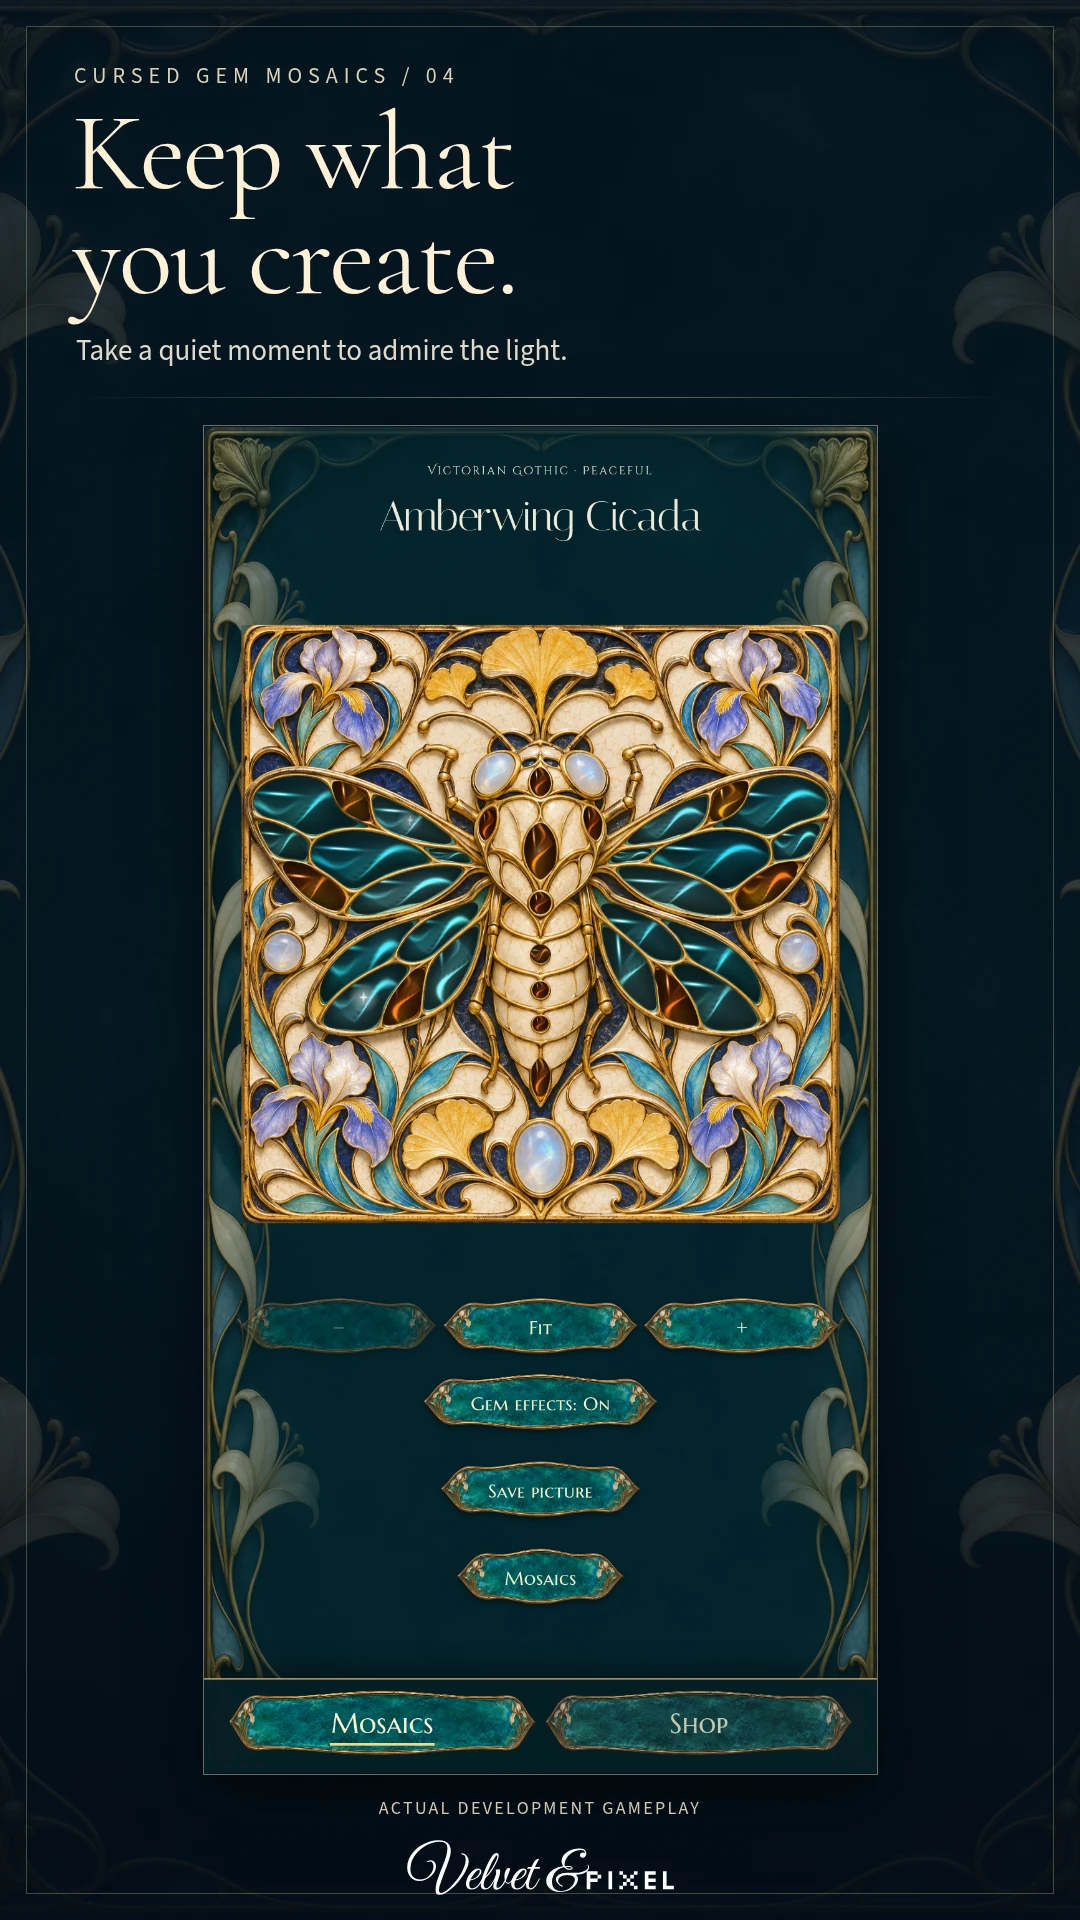 CURSED GEM MOSAICS / 04
Keep what
you create.
Take a quiet moment to admire the light.
VICTORIAN GOTHIC · PEACEFUL
Amberwing Cicada
−
FIT
+
GEM EFFECTS: ON
SAVE PICTURE
MOSAICS
MOSAICS
SHOP
ACTUAL DEVELOPMENT GAMEPLAY
Velvet & PIXEL